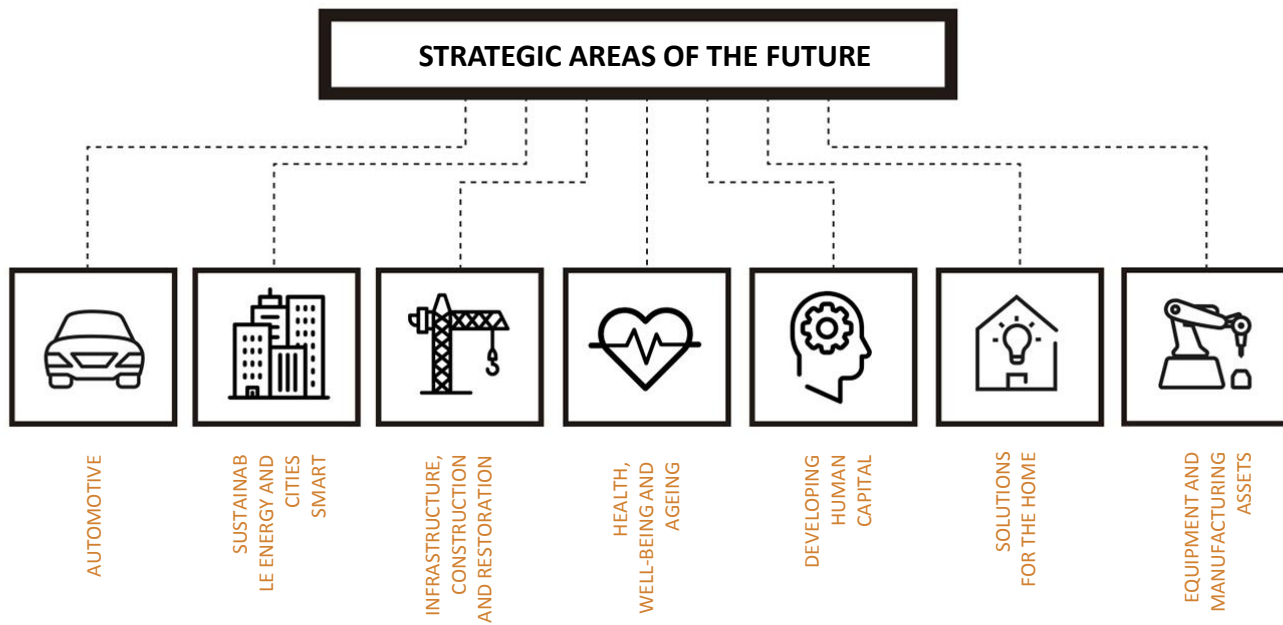 STRATEGIC AREAS OF THE FUTURE
AUTOMOTIVE
SUSTAINAB
LE ENERGY AND
CITIES
SMART
INFRASTRUCTURE,
CONSTRUCTION
AND RESTORATION
HEALTH,
WELL-BEING AND
AGEING
DEVELOPING
HUMAN
CAPITAL
SOLUTIONS
FOR THE HOME
EQUIPMENT AND
MANUFACTURING
ASSETS